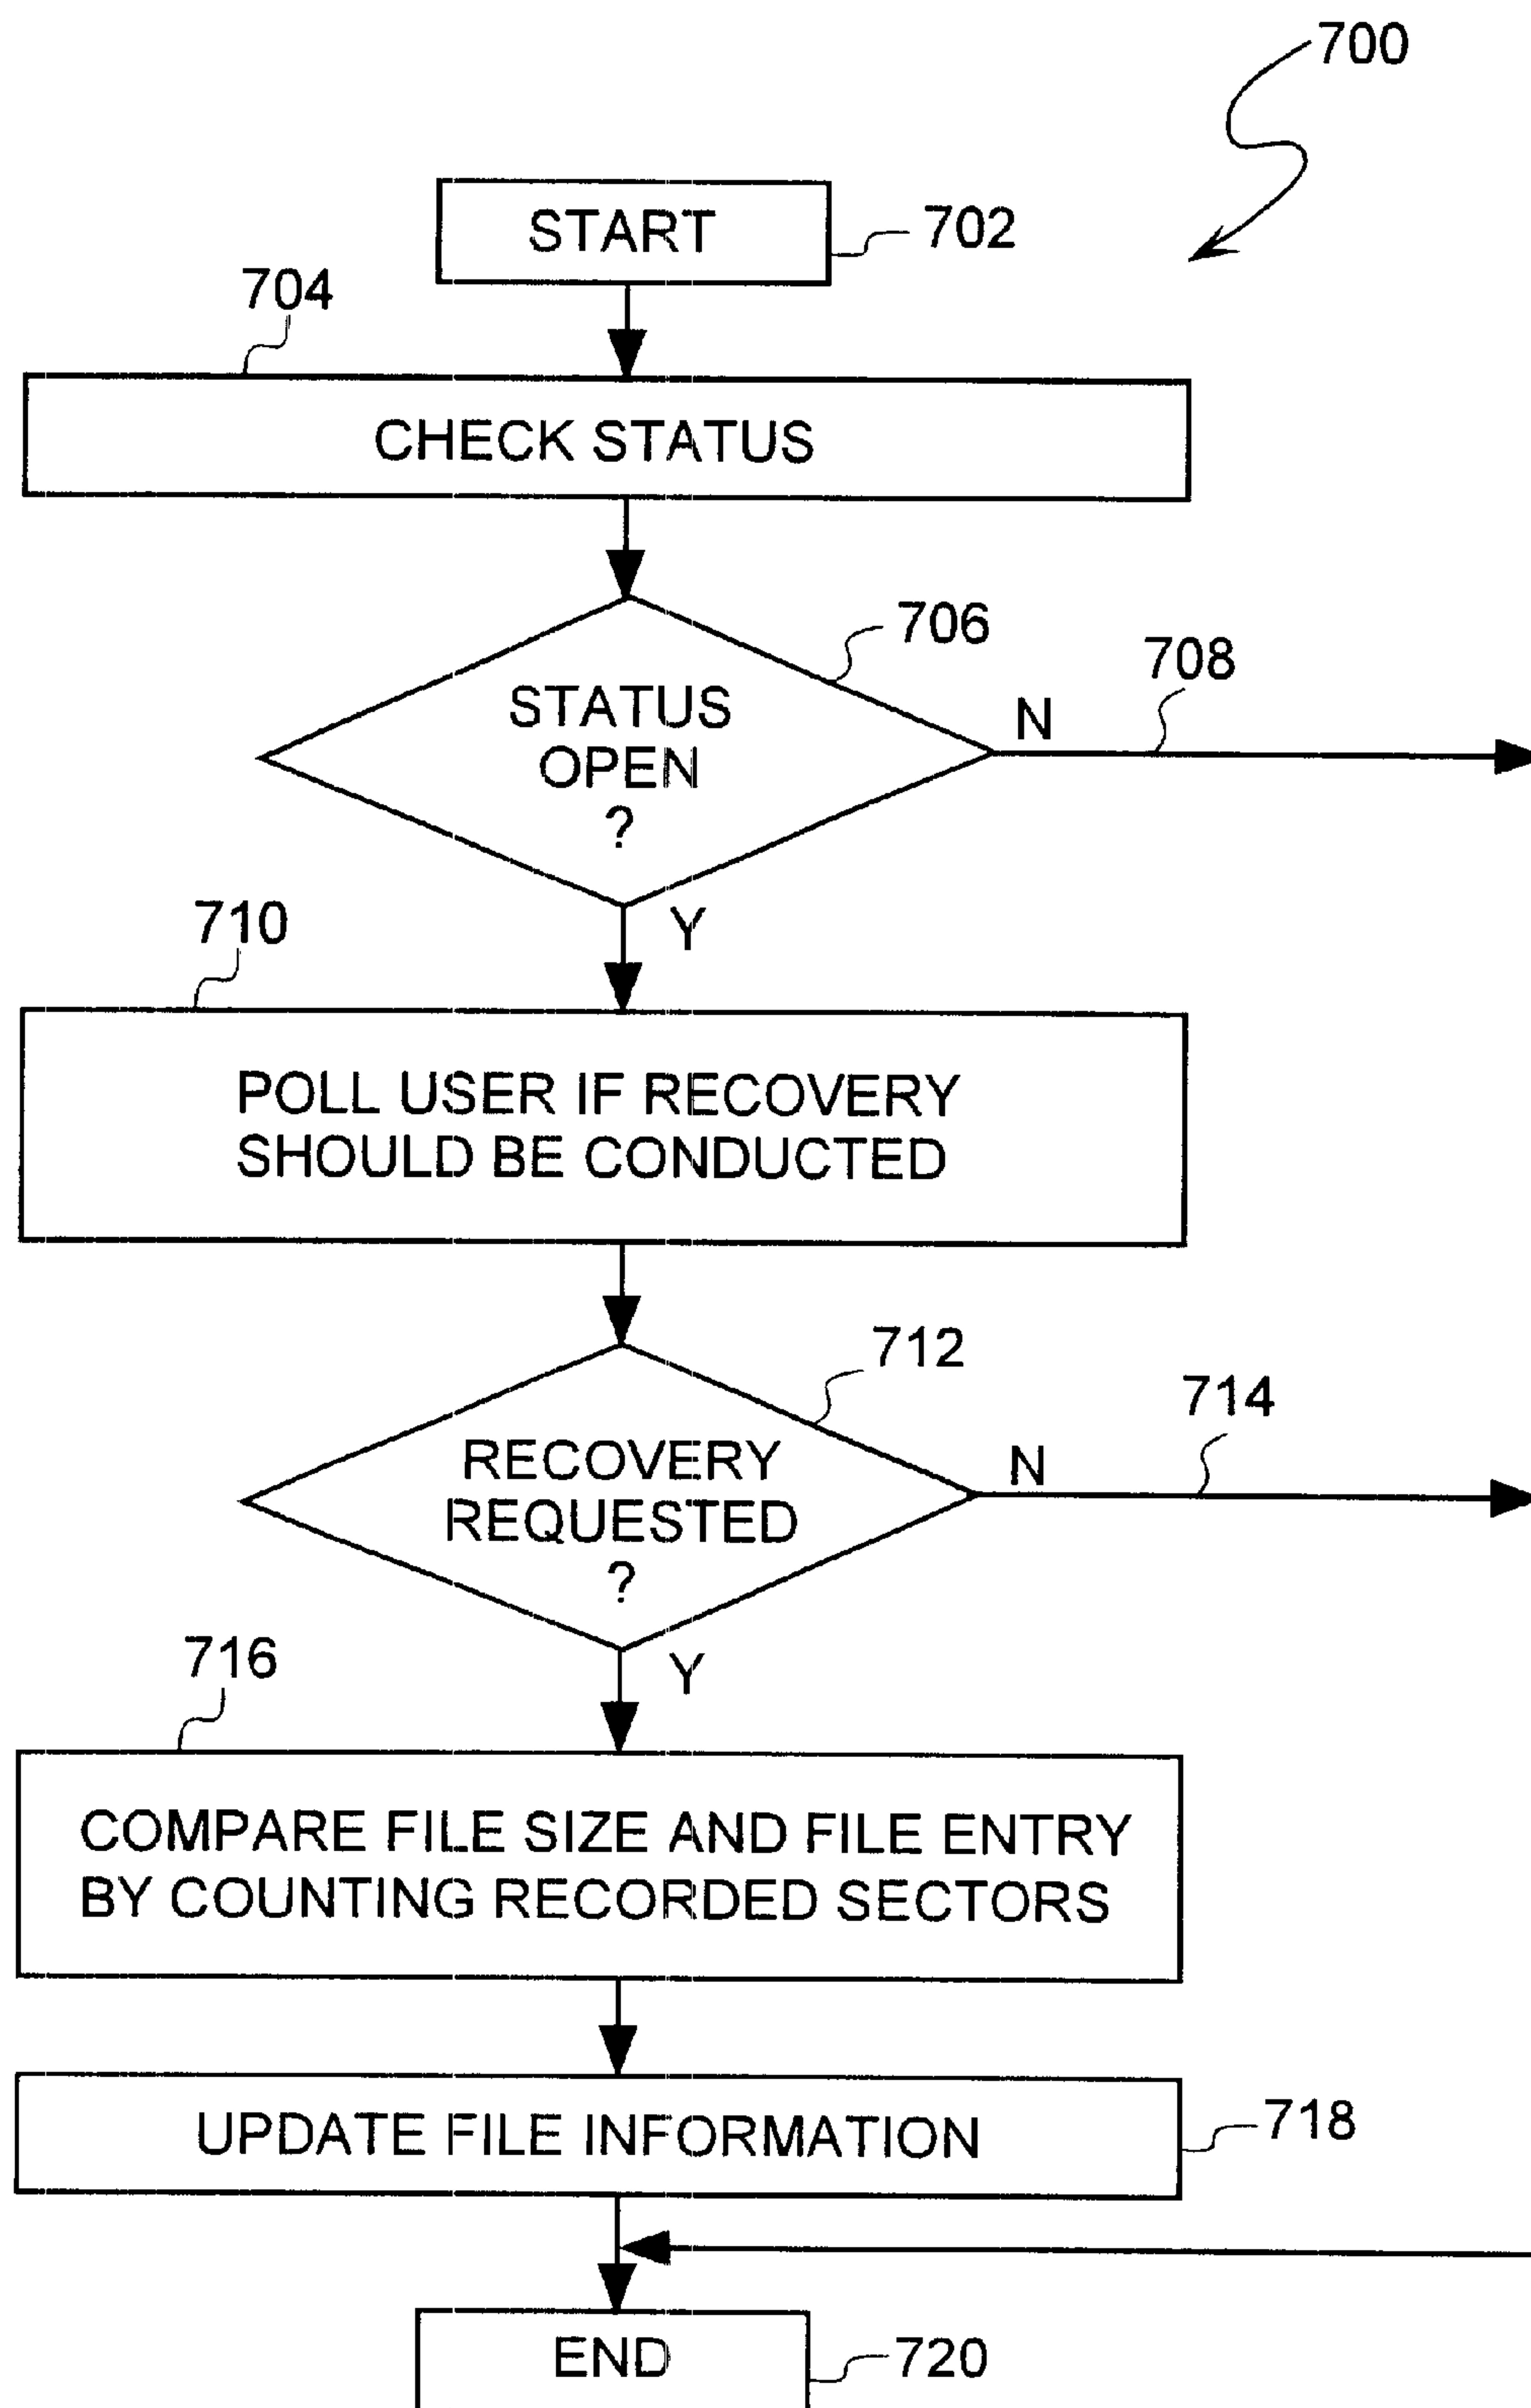 700
START
702
704
CHECK STATUS
706
708
STATUS
OPEN
?
N
Y
710
POLL USER IF RECOVERY
SHOULD BE CONDUCTED
712
714
RECOVERY
REQUESTED
?
N
Y
716
COMPARE FILE SIZE AND FILE ENTRY
BY COUNTING RECORDED SECTORS
UPDATE FILE INFORMATION
718
END
720